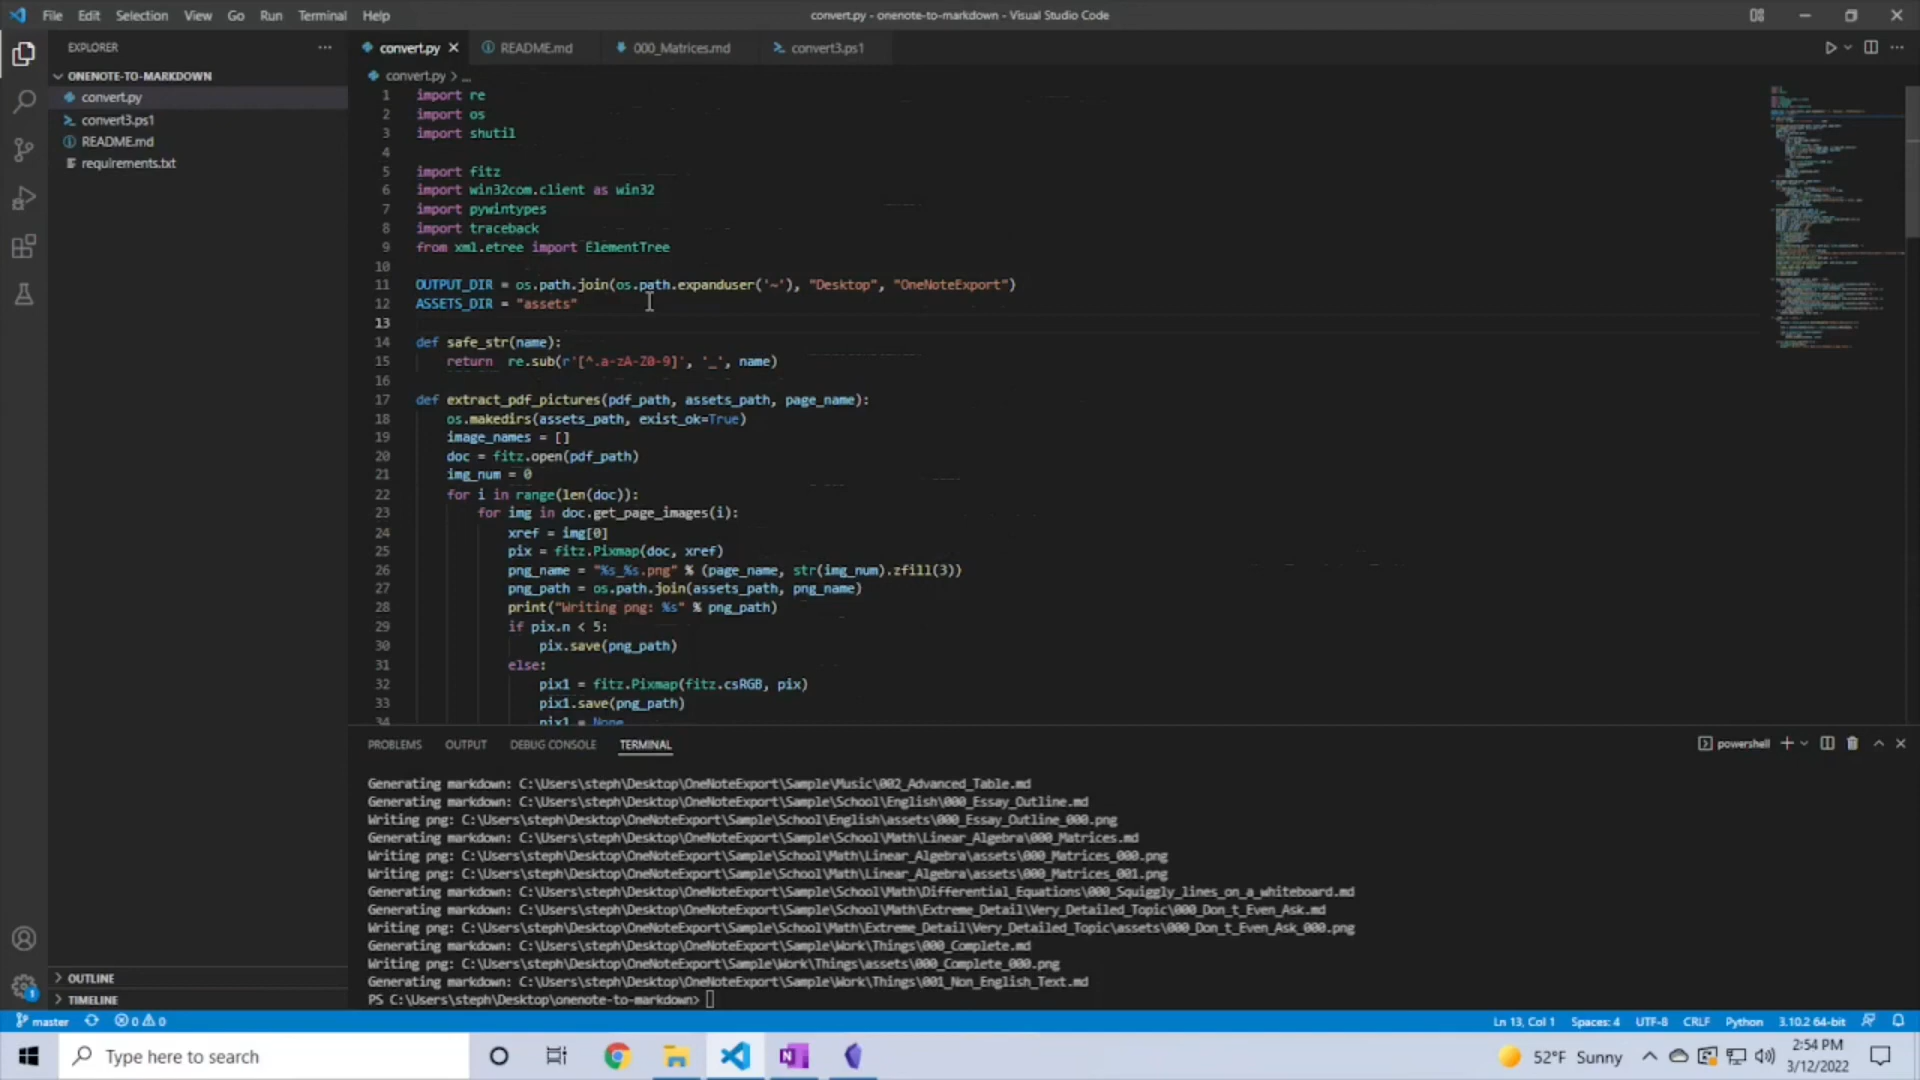 File Edit Selection View Go Run Terminal Help
convert.py - onenote-to-markdown - Visual Studio Code
EXPLORER
ONENOTE-TO-MARKDOWN
convert.py
convert3.ps1
README.md
requirements.txt
OUTLINE
TIMELINE
convert.py README.md 000_Matrices.md convert3.ps1
convert.py > ...
1 import re
2 import os
3 import shutil
4
5 import fitz
6 import win32com.client as win32
7 import pywintypes
8 import traceback
9 from xml.etree import ElementTree
10
11 OUTPUT_DIR = os.path.join(os.path.expanduser('~'), "Desktop", "OneNoteExport")
12 ASSETS_DIR = "assets"
13
14 def safe_str(name):
15 return re.sub(r'[^.a-zA-Z0-9]', '_', name)
16
17 def extract_pdf_pictures(pdf_path, assets_path, page_name):
18 os.makedirs(assets_path, exist_ok=True)
19 image_names = []
20 doc = fitz.open(pdf_path)
21 img_num = 0
22 for i in range(len(doc)):
23 for img in doc.get_page_images(i):
24 xref = img[0]
25 pix = fitz.Pixmap(doc, xref)
26 png_name = "%s_%s.png" % (page_name, str(img_num).zfill(3))
27 png_path = os.path.join(assets_path, png_name)
28 print("Writing png: %s" % png_path)
29 if pix.n < 5:
30 pix.save(png_path)
31 else:
32 pix1 = fitz.Pixmap(fitz.csRGB, pix)
33 pix1.save(png_path)
34 pix1 = None
PROBLEMS OUTPUT DEBUG CONSOLE TERMINAL
powershell
Generating markdown: C:\Users\steph\Desktop\OneNoteExport\Sample\Music\002_Advanced_Table.md
Generating markdown: C:\Users\steph\Desktop\OneNoteExport\Sample\School\English\000_Essay_Outline.md
Writing png: C:\Users\steph\Desktop\OneNoteExport\Sample\School\English\assets\000_Essay_Outline_000.png
Generating markdown: C:\Users\steph\Desktop\OneNoteExport\Sample\School\Math\Linear_Algebra\000_Matrices.md
Writing png: C:\Users\steph\Desktop\OneNoteExport\Sample\School\Math\Linear_Algebra\assets\000_Matrices_000.png
Writing png: C:\Users\steph\Desktop\OneNoteExport\Sample\School\Math\Linear_Algebra\assets\000_Matrices_001.png
Generating markdown: C:\Users\steph\Desktop\OneNoteExport\Sample\School\Math\Differential_Equations\000_Squiggly_lines_on_a_whiteboard.md
Generating markdown: C:\Users\steph\Desktop\OneNoteExport\Sample\School\Math\Extreme_Detail\Very_Detailed_Topic\000_Don_t_Even_Ask.md
Writing png: C:\Users\steph\Desktop\OneNoteExport\Sample\School\Math\Extreme_Detail\Very_Detailed_Topic\assets\000_Don_t_Even_Ask_000.png
Generating markdown: C:\Users\steph\Desktop\OneNoteExport\Sample\Work\Things\000_Complete.md
Writing png: C:\Users\steph\Desktop\OneNoteExport\Sample\Work\Things\assets\000_Complete_000.png
Generating markdown: C:\Users\steph\Desktop\OneNoteExport\Sample\Work\Things\001_Non_English_Text.md
PS C:\Users\steph\Desktop\onenote-to-markdown>
1
master 0 0 Ln 13, Col 1 Spaces: 4 UTF-8 CRLF Python 3.10.2 64-bit
Type here to search
52°F Sunny
2:54 PM
3/12/2022